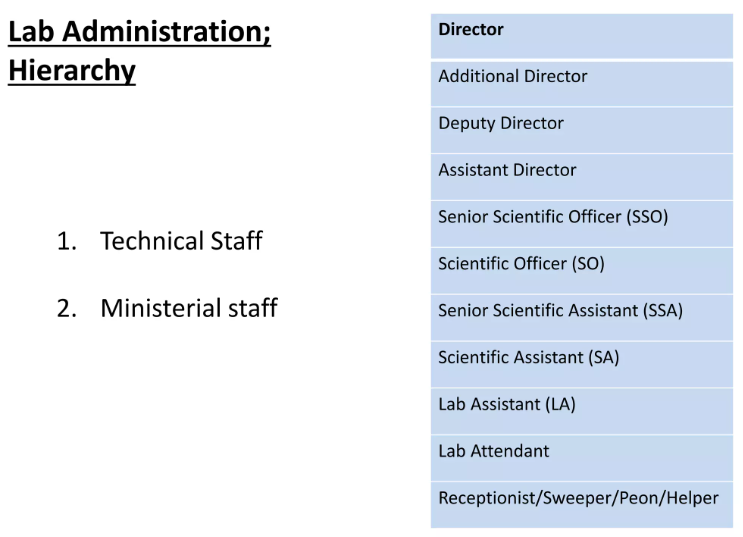 Lab Administration;
Hierarchy
1. Technical Staff
2. Ministerial staff
Director
Additional Director
Deputy Director
Assistant Director
Senior Scientific Officer (SSO)
Scientific Officer (SO)
Senior Scientific Assistant (SSA)
Scientific Assistant (SA)
Lab Assistant (LA)
Lab Attendant
Receptionist/Sweeper/Peon/Helper